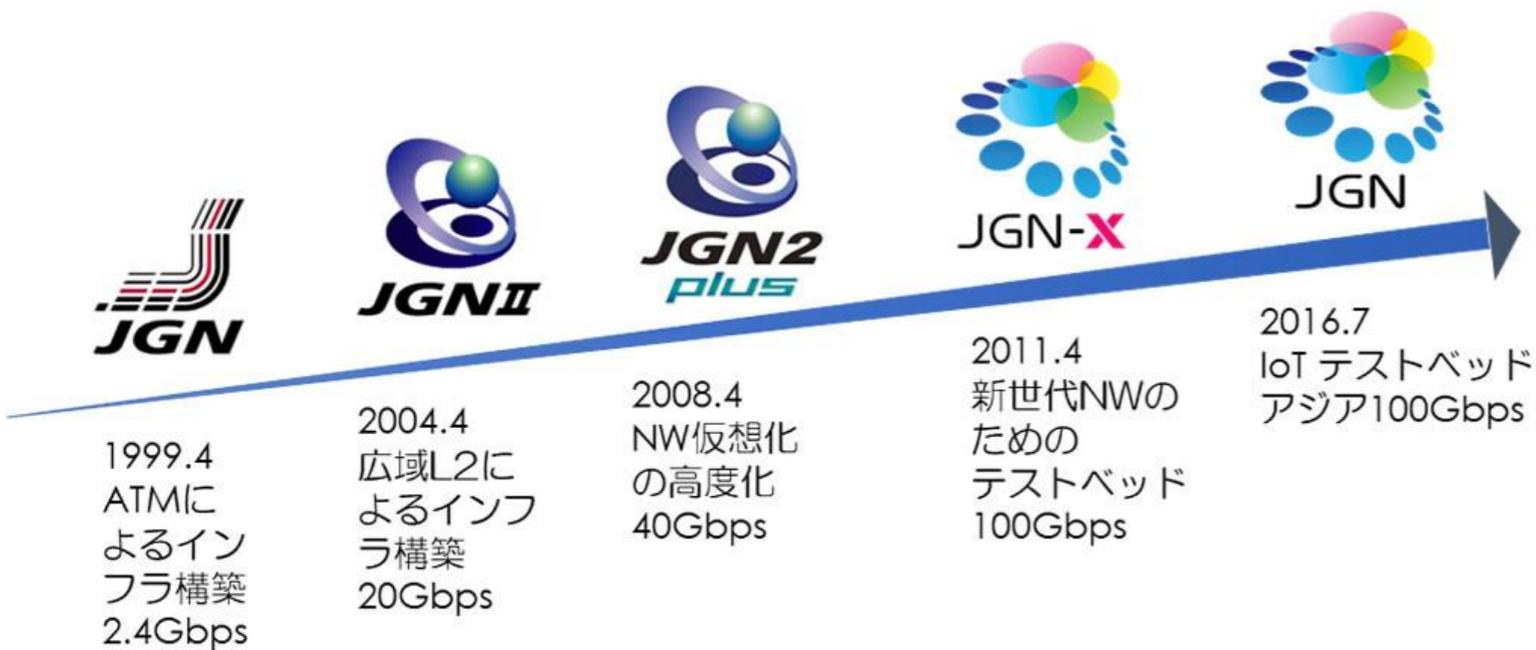 JGN
1999.4
ATMに
よるイン
フラ構築
2.4Gbps
JGNⅡ
2004.4
広域L2に
よるインフ
ラ構築
20Gbps
JGN2
plus
2008.4
NW仮想化
の高度化
40Gbps
JGN-X
2011.4
新世代NWの
ための
テストベッド
100Gbps
JGN
2016.7
IoT テストベッド
アジア100Gbps